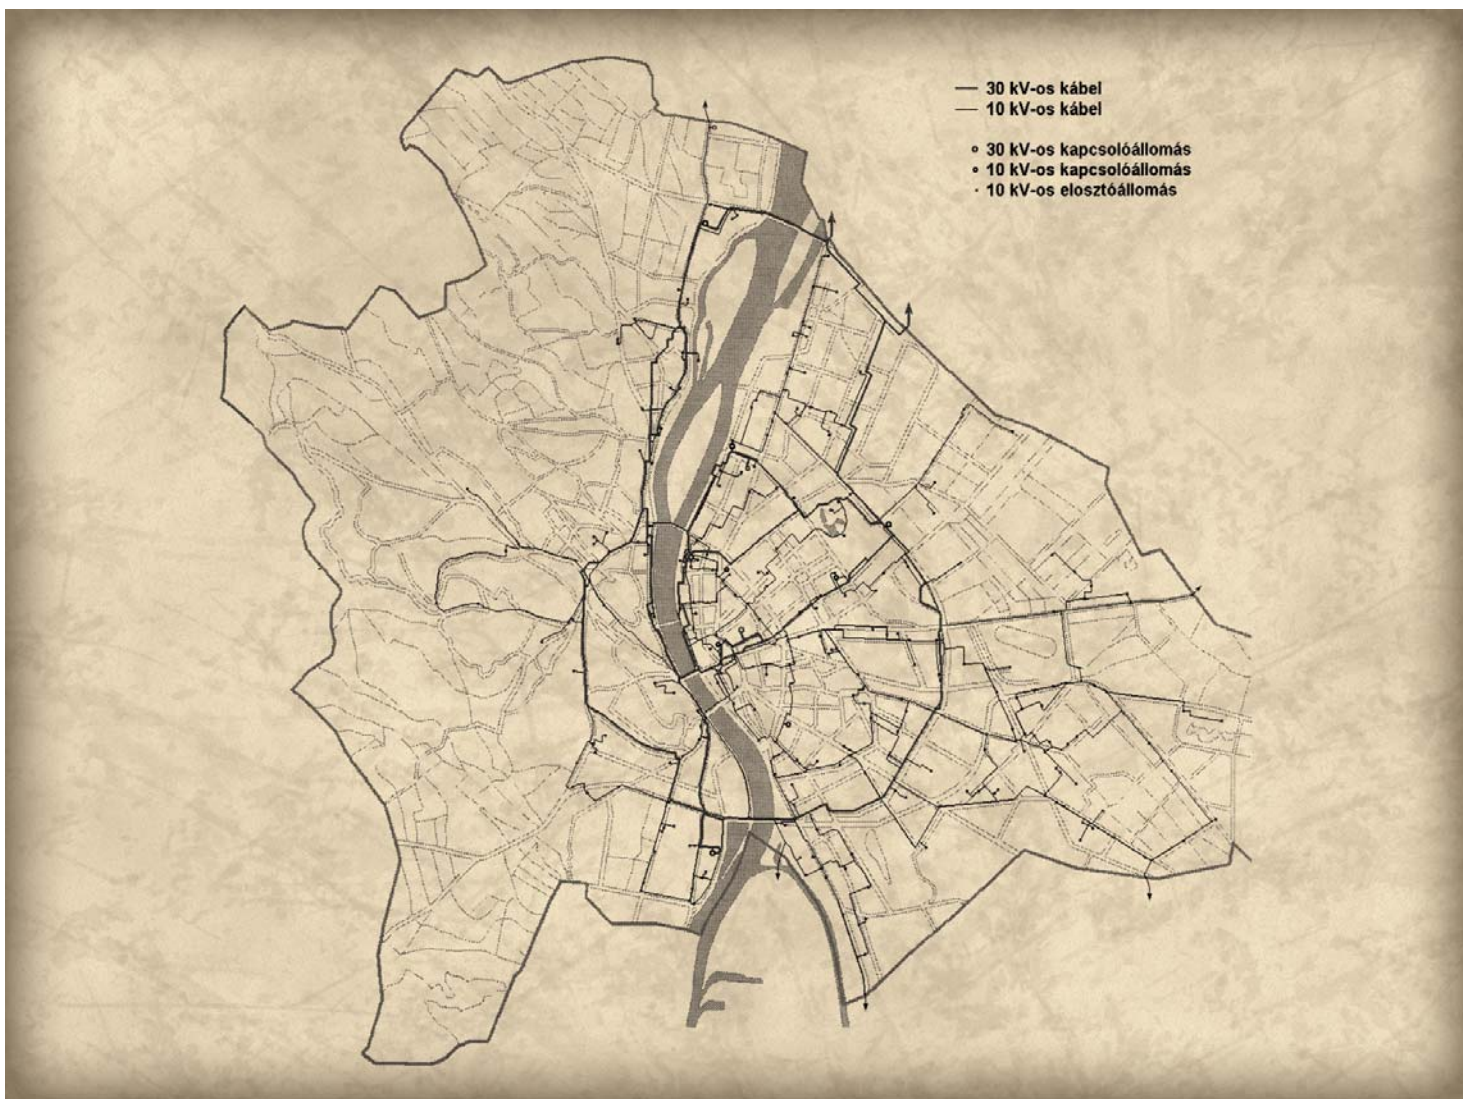 30 kV-os kábel
10 kV-os kábel
30 kV-os kapcsolóállomás
10 kV-os kapcsolóállomás
10 kV-os elosztóállomás